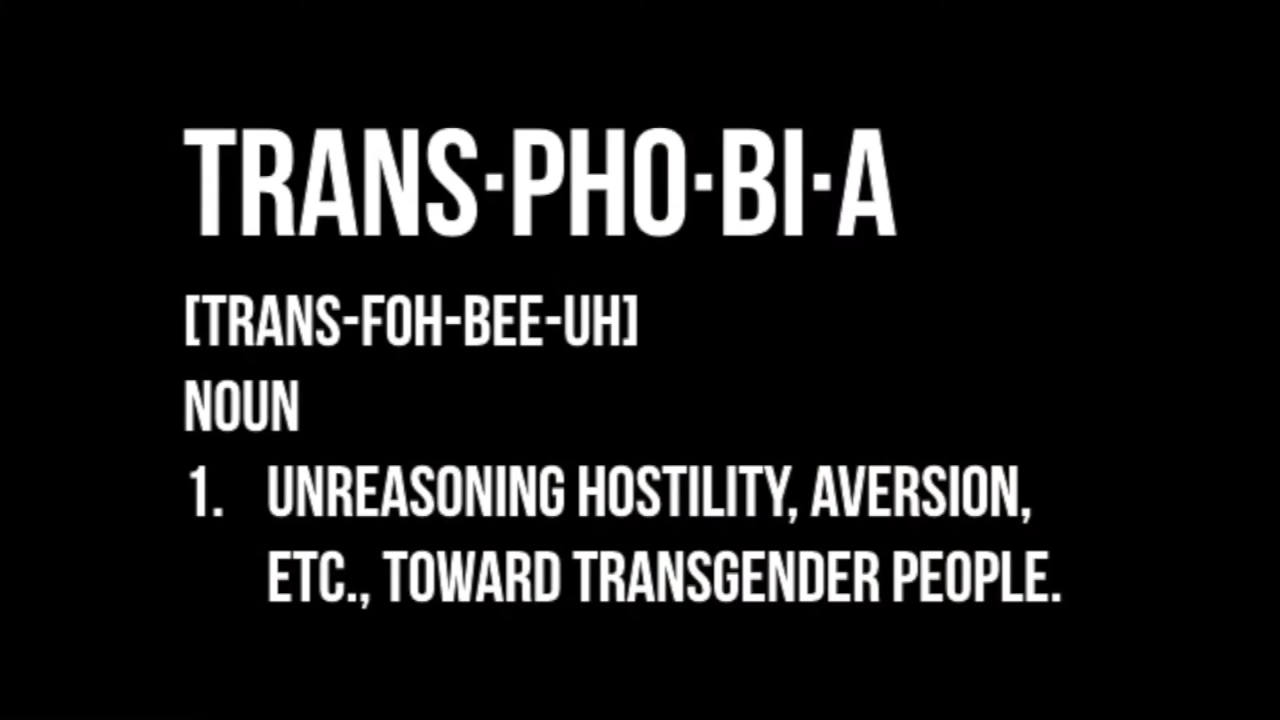 TRANS·PHO·BI·A
[TRANS-FOH-BEE-UH]
NOUN
1. UNREASONING HOSTILITY, AVERSION,
ETC., TOWARD TRANSGENDER PEOPLE.